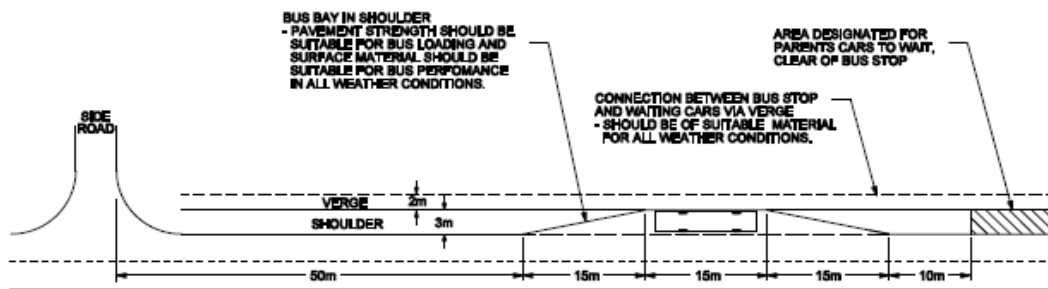 BUS BAY IN SHOULDER
- PAVEMENT STRENGTH SHOULD BE
SUITABLE FOR BUS LOADING AND
SURFACE MATERIAL SHOULD BE
SUITABLE FOR BUS PERFOMANCE
IN ALL WEATHER CONDITIONS.
AREA DESIGNATED FOR
PARENTS CARS TO WAIT,
CLEAR OF BUS STOP
CONNECTION BETWEEN BUS STOP
AND WAITING CARS VIA VERGE
- SHOULD BE OF SUITABLE MATERIAL
FOR ALL WEATHER CONDITIONS.
SIDE
ROAD
VERGE
2m
SHOULDER
3m
50m
15m
15m
15m
10m